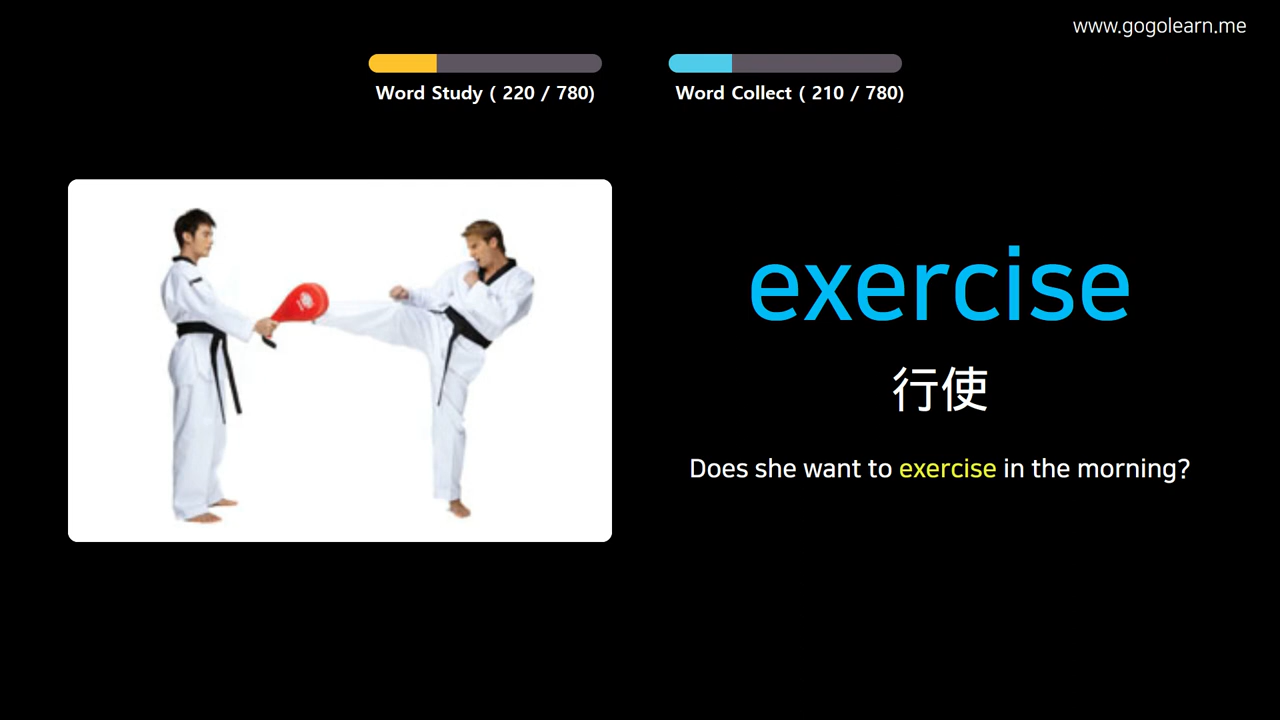 www.gogolearn.me
Word Study ( 220 / 780)
Word Collect ( 210 / 780)
exercise
行使
Does she want to exercise in the morning?